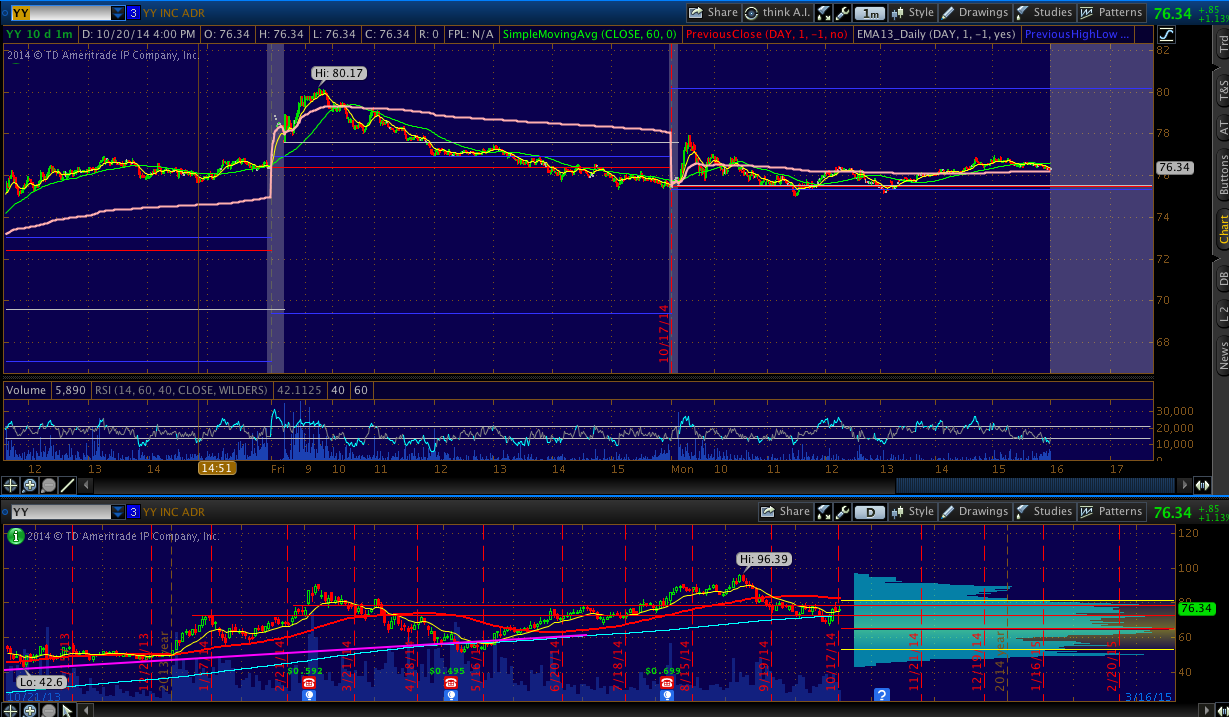 YY 3 YY INC ADR Share think A.I. 1m Style Drawings Studies Patterns 76.34 +.85 +1.13%
YY 10 d 1m D: 10/20/14 4:00 PM O: 76.34 H: 76.34 L: 76.34 C: 76.34 R: 0 FPL: N/A SimpleMovingAvg (CLOSE, 60, 0) PreviousClose (DAY, 1, -1, no) EMA13_Daily (DAY, 1, -1, yes) PreviousHighLow ...
2014 © TD Ameritrade IP Company, Inc.
Hi: 80.17
82
80
78
76
76.34
74
72
70
68
10/17/14
Trd
T&S
AT
Buttons
Chart
DB
L 2
News
Volume 5,890 RSI (14, 60, 40, CLOSE, WILDERS) 42.1125 40 60
30,000
20,000
10,000
0
12 13 14 14:51 Fri 9 10 11 12 13 14 15 Mon 10 11 12 13 14 15 16 17
YY 3 YY INC ADR Share D Style Drawings Studies Patterns 76.34 +.85 +1.13%
2014 © TD Ameritrade IP Company, Inc.
Hi: 96.39
120
100
80
76.34
60
40
Lo: 42.6
10/21/13
2013 year
2/21/14
3/21/14
4/18/14
5/16/14
6/20/14
7/18/14
8/15/14
9/19/14
10/17/14
11/21/14
12/19/14
2014 year
1/16/15
2/20/15
3/16/15
$0.592
$0.495
$0.699
?